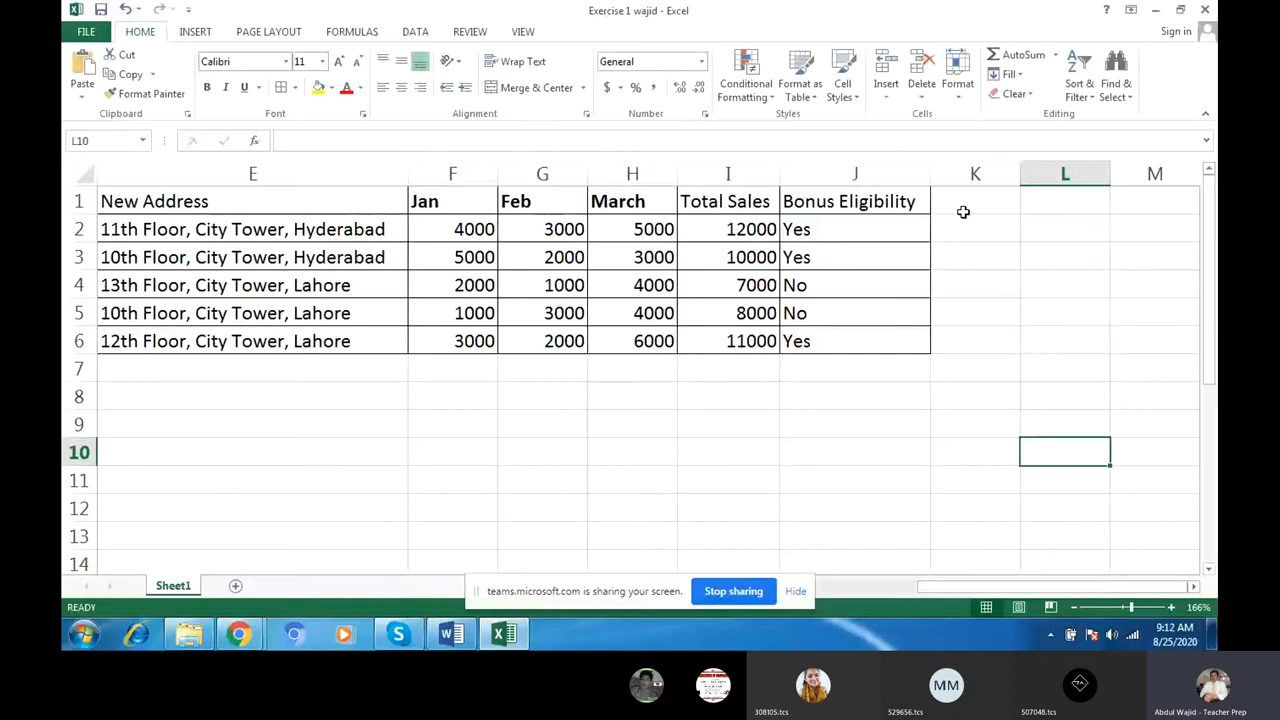 Exercise 1 wajid - Excel
FILE HOME INSERT PAGE LAYOUT FORMULAS DATA REVIEW VIEW Sign in
Paste
Cut
Copy
Format Painter
Clipboard
Calibri 11
B I U
Font
Wrap Text
Merge & Center
Alignment
General
$ % ,
Number
Conditional Formatting
Format as Table
Cell Styles
Styles
Insert Delete Format
Cells
AutoSum
Fill
Clear
Sort & Filter
Find & Select
Editing
L10
E F G H I J K L M
1 New Address Jan Feb March Total Sales Bonus Eligibility
2 11th Floor, City Tower, Hyderabad 4000 3000 5000 12000 Yes
3 10th Floor, City Tower, Hyderabad 5000 2000 3000 10000 Yes
4 13th Floor, City Tower, Lahore 2000 1000 4000 7000 No
5 10th Floor, City Tower, Lahore 1000 3000 4000 8000 No
6 12th Floor, City Tower, Lahore 3000 2000 6000 11000 Yes
7
8
9
10
11
12
13
14
Sheet1
teams.microsoft.com is sharing your screen. Stop sharing Hide
READY 166%
9:12 AM
8/25/2020
MM
308105.tcs 529656.tcs 507048.tcs Abdul Wajid - Teacher Prep